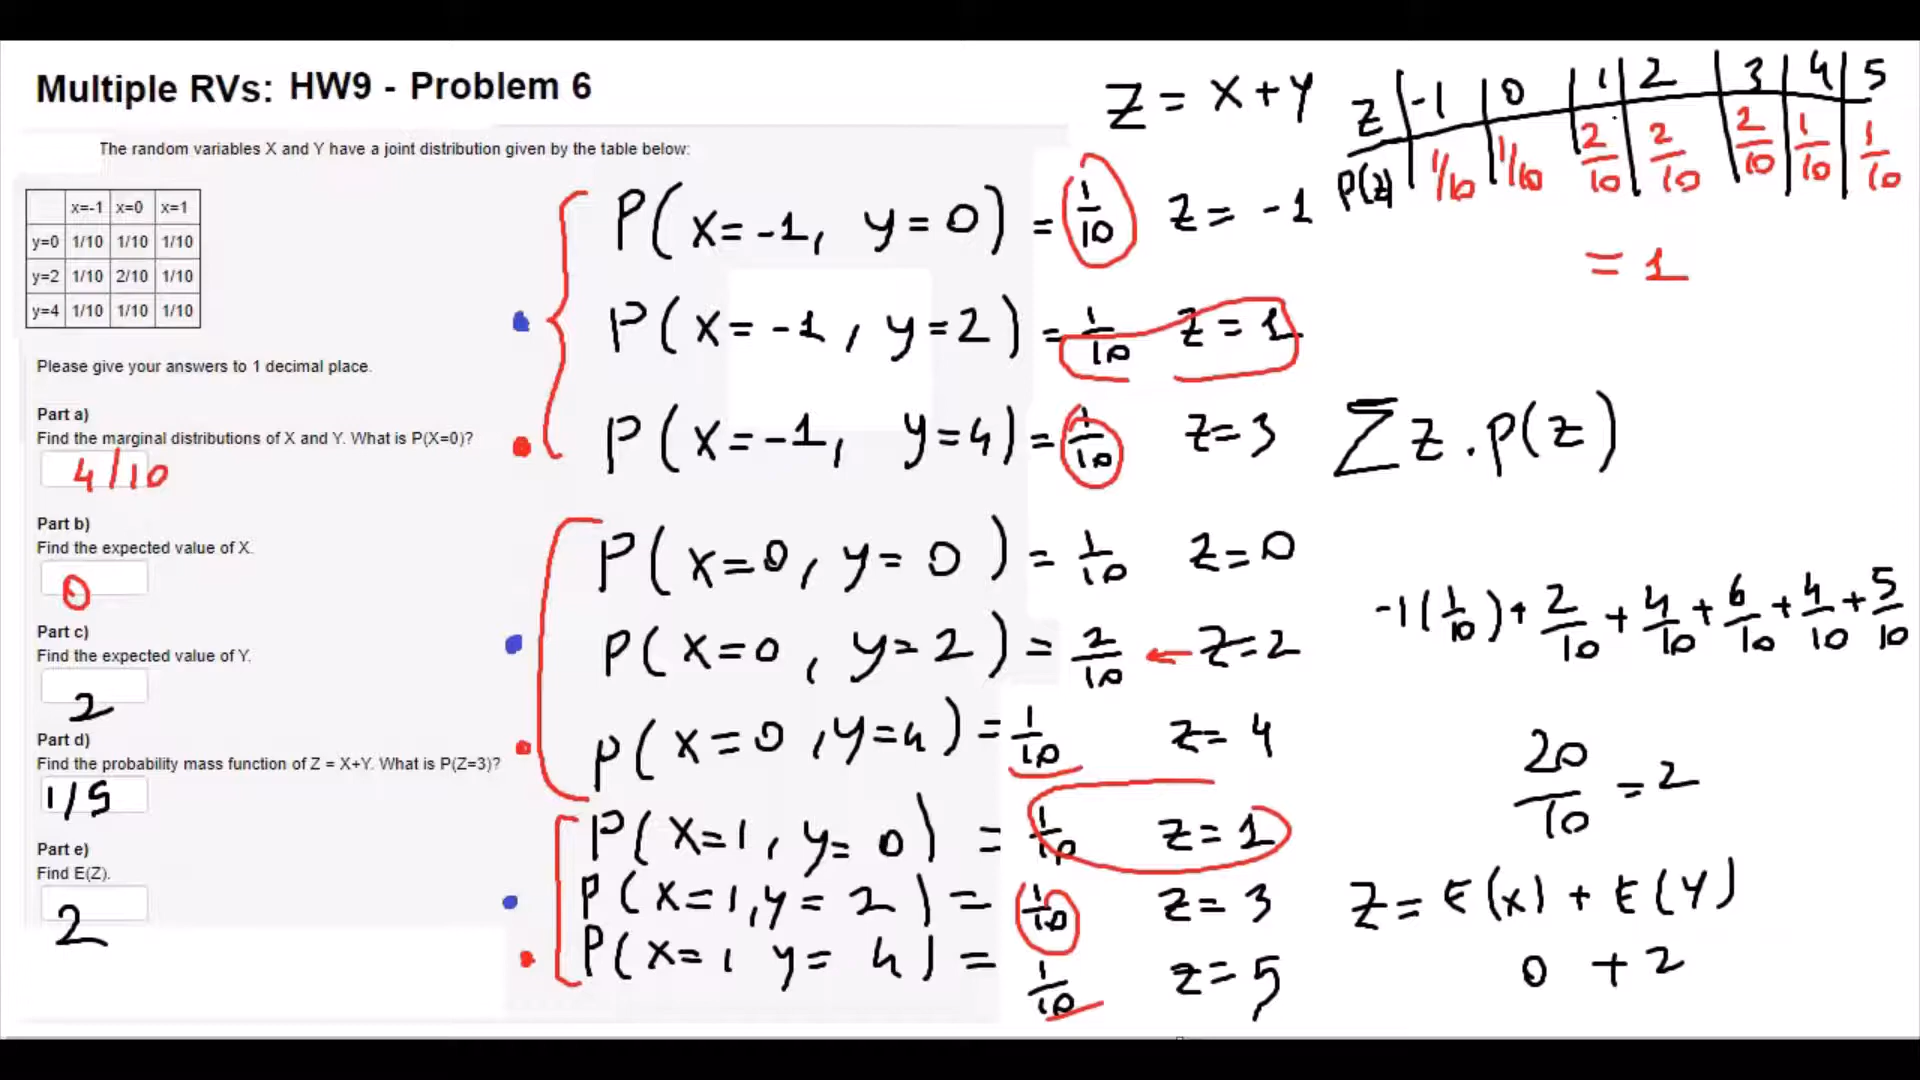 Multiple RVs: HW9 - Problem 6
The random variables X and Y have a joint distribution given by the table below:
x=-1 x=0 x=1
y=0 1/10 1/10 1/10
y=2 1/10 2/10 1/10
y=4 1/10 1/10 1/10
Please give your answers to 1 decimal place.
Part a)
Find the marginal distributions of X and Y. What is P(X=0)?
4/10
Part b)
Find the expected value of X.
0
Part c)
Find the expected value of Y.
2
Part d)
Find the probability mass function of Z = X+Y. What is P(Z=3)?
1/5
Part e)
Find E(Z).
2
P(x=-1, y=0) = 1/10 z=-1
P(x=-1, y=2) = 1/10 z=1
P(x=-1, y=4) = 1/10 z=3
P(x=0, y=0) = 1/10 z=0
P(x=0, y=2) = 2/10 ← z=2
P(x=0, y=4) = 1/10 z=4
P(x=1, y=0) = 1/10 z=1
P(x=1, y=2) = 1/10 z=3
P(x=1 y=4) = 1/10 z=5
Z = X+Y
Z -1 0 1 2 3 4 5
P(z) 1/10 1/10 2/10 2/10 2/10 1/10 1/10
= 1
∑ z . P(z)
-1(1/10) + 2/10 + 4/10 + 6/10 + 4/10 + 5/10
20/10 = 2
Z = E(x) + E(Y)
0 + 2